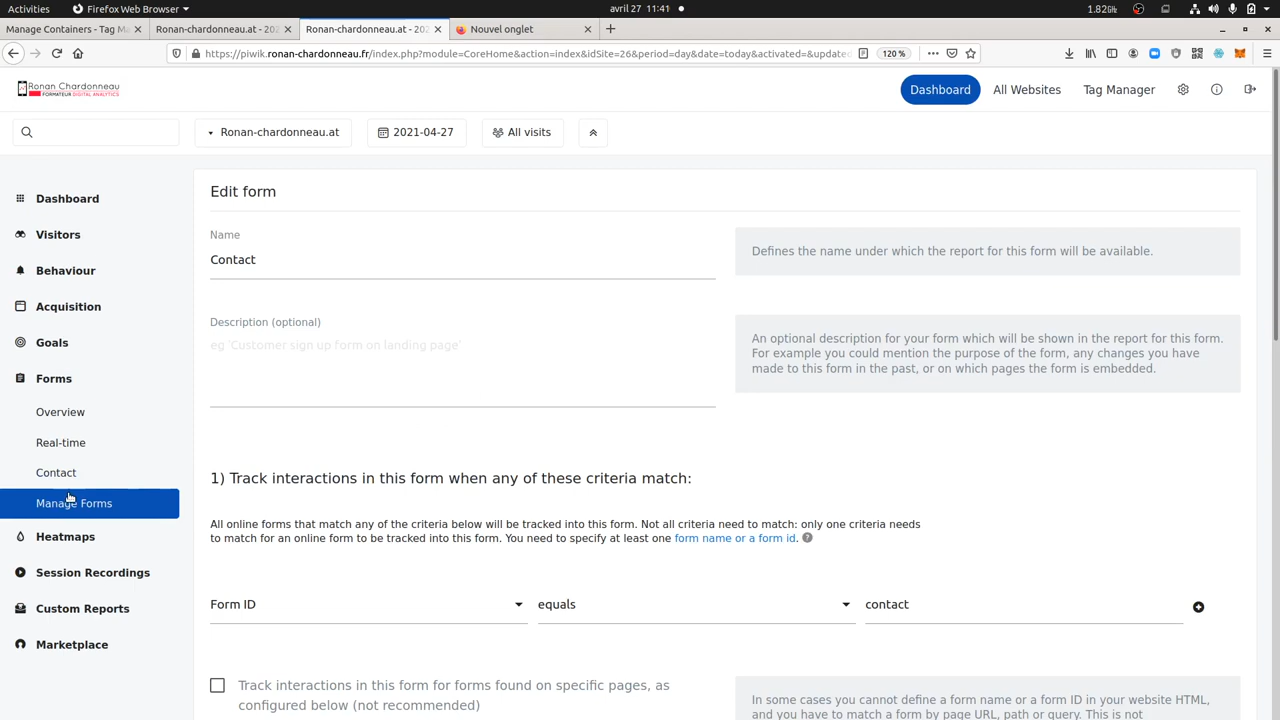 Activities
Firefox Web Browser
avril 27 11:41
1.82
Manage Containers - Tag Ma
Ronan-chardonneau.at - 202
Ronan-chardonneau.at - 202
Nouvel onglet
https://piwik.ronan-chardonneau.fr/index.php?module=CoreHome&action=index&idSite=26&period=day&date=today&activated=&updated
120 %
Ronan Chardonneau
FORMATEUR DIGITAL ANALYTICS
Dashboard
All Websites
Tag Manager
Ronan-chardonneau.at
2021-04-27
All visits
Dashboard
Visitors
Behaviour
Acquisition
Goals
Forms
Overview
Real-time
Contact
Manage Forms
Heatmaps
Session Recordings
Custom Reports
Marketplace
Edit form
Name
Contact
Defines the name under which the report for this form will be available.
Description (optional)
eg 'Customer sign up form on landing page'
An optional description for your form which will be shown in the report for this form.
For example you could mention the purpose of the form, any changes you have
made to this form in the past, or on which pages the form is embedded.
1) Track interactions in this form when any of these criteria match:
All online forms that match any of the criteria below will be tracked into this form. Not all criteria need to match: only one criteria needs
to match for an online form to be tracked into this form. You need to specify at least one form name or a form id.
Form ID
equals
contact
Track interactions in this form for forms found on specific pages, as
configured below (not recommended)
In some cases you cannot define a form name or a form ID in your website HTML,
and you have to match a form by page URL, path or query. This is not